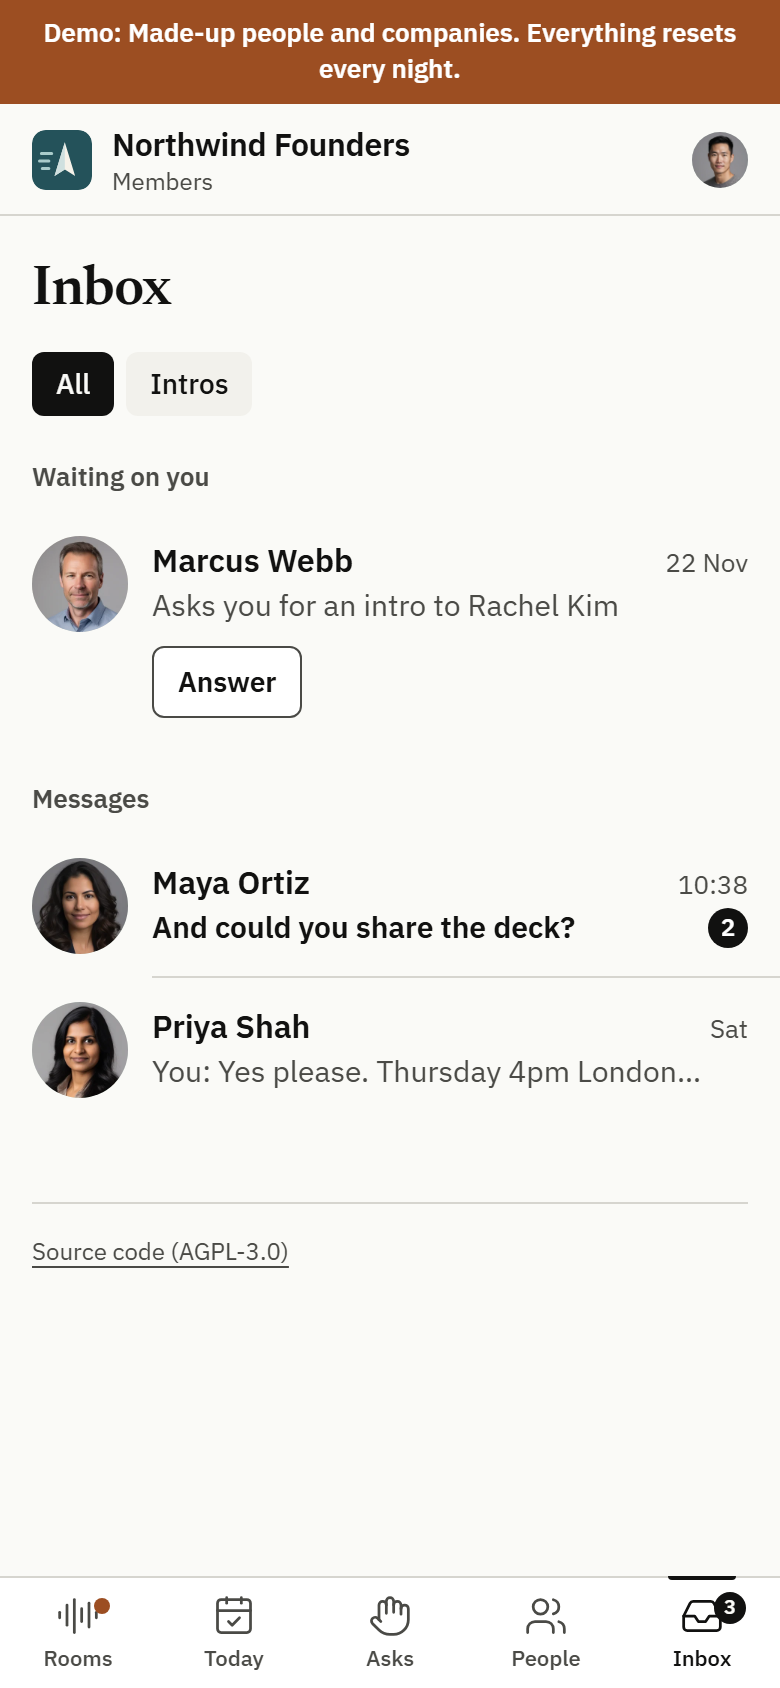 Demo: Made-up people and companies. Everything resets
every night.
Northwind Founders
Members
Inbox
All
Intros
Waiting on you
Marcus Webb
22 Nov
Asks you for an intro to Rachel Kim
Answer
Messages
Maya Ortiz
10:38
And could you share the deck?
2
Priya Shah
Sat
You: Yes please. Thursday 4pm London...
Source code (AGPL-3.0)
3
Rooms
Today
Asks
People
Inbox